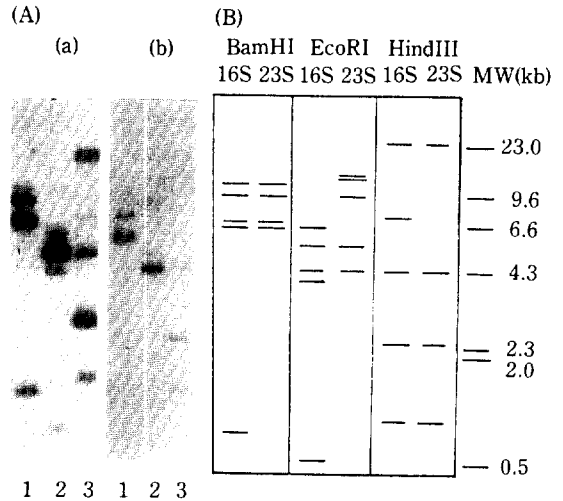 (A)
(a) (b)
1 2 3 1 2 3
(B)
BamHI EcoRI HindIII
16S 23S 16S 23S 16S 23S MW(kb)
23.0
9.6
6.6
4.3
2.3
2.0
0.5